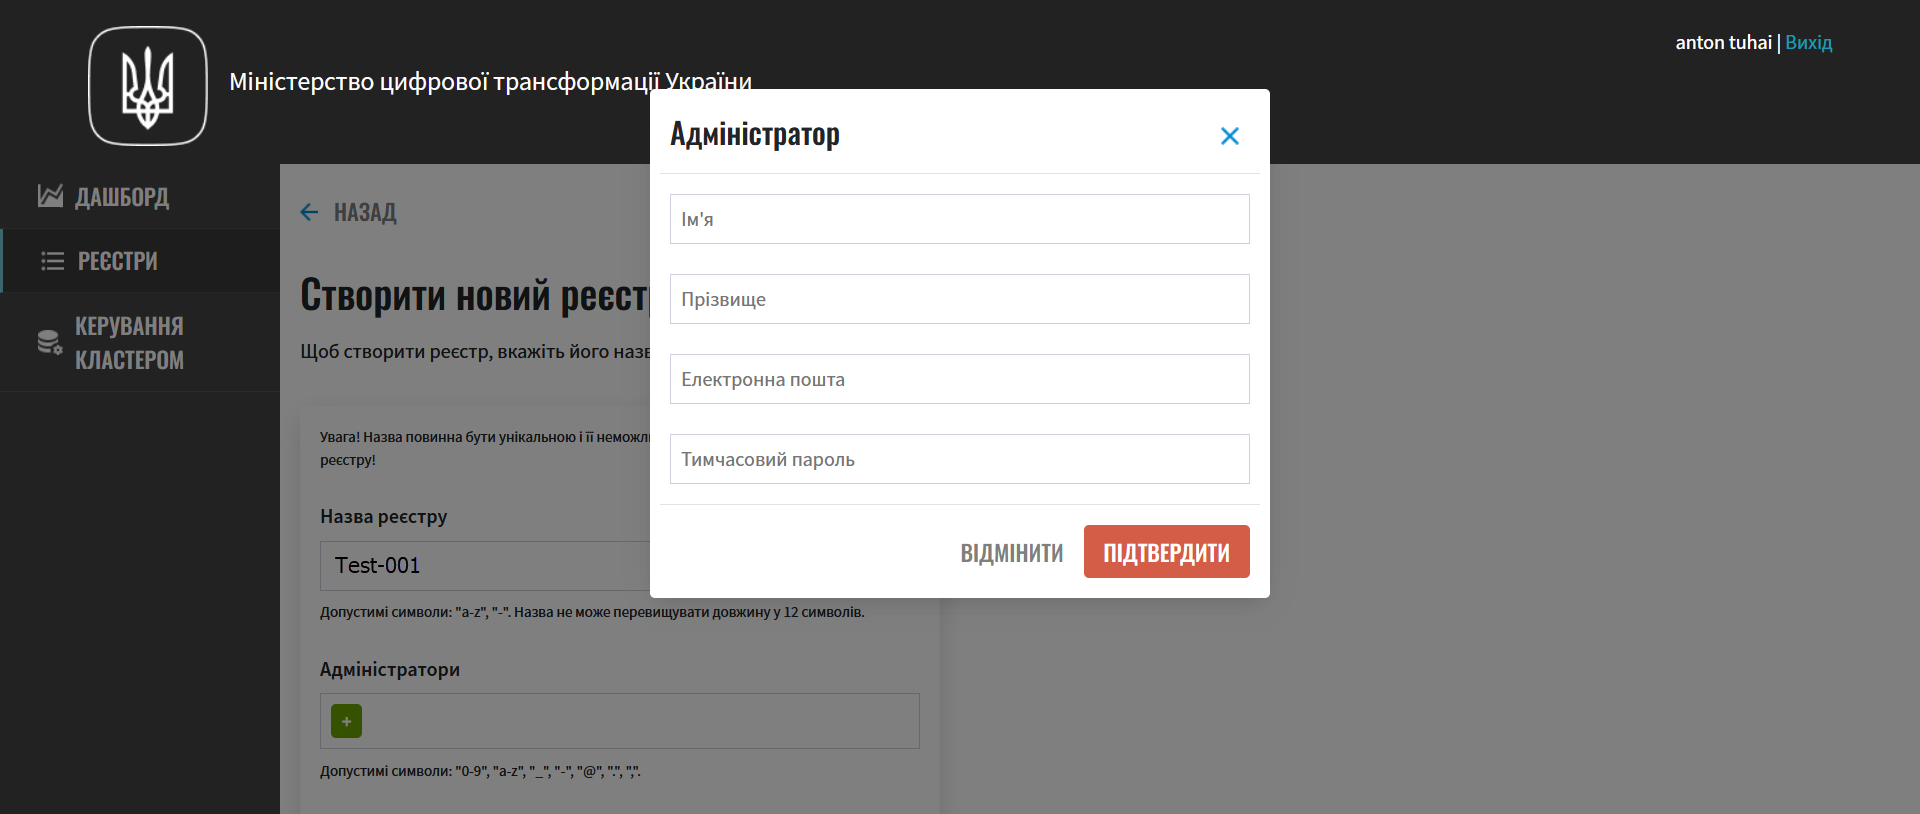 Міністерство цифрової трансформації України
anton tuhai | Вихід
ДАШБОРД
РЕЄСТРИ
КЕРУВАННЯ
КЛАСТЕРОМ
НАЗАД
Створити новий реєстр
Щоб створити реєстр, вкажіть його назв
Увага! Назва повинна бути унікальною і її неможл
реєстру!
Назва реєстру
Test-001
Допустимі символи: "a-z", "-". Назва не може перевищувати довжину у 12 символів.
Адміністратори
+
Допустимі символи: "0-9", "a-z", "_", "-", "@", ".", ",".
Адміністратор
Ім'я
Прізвище
Електронна пошта
Тимчасовий пароль
ВІДМІНИТИ
ПІДТВЕРДИТИ